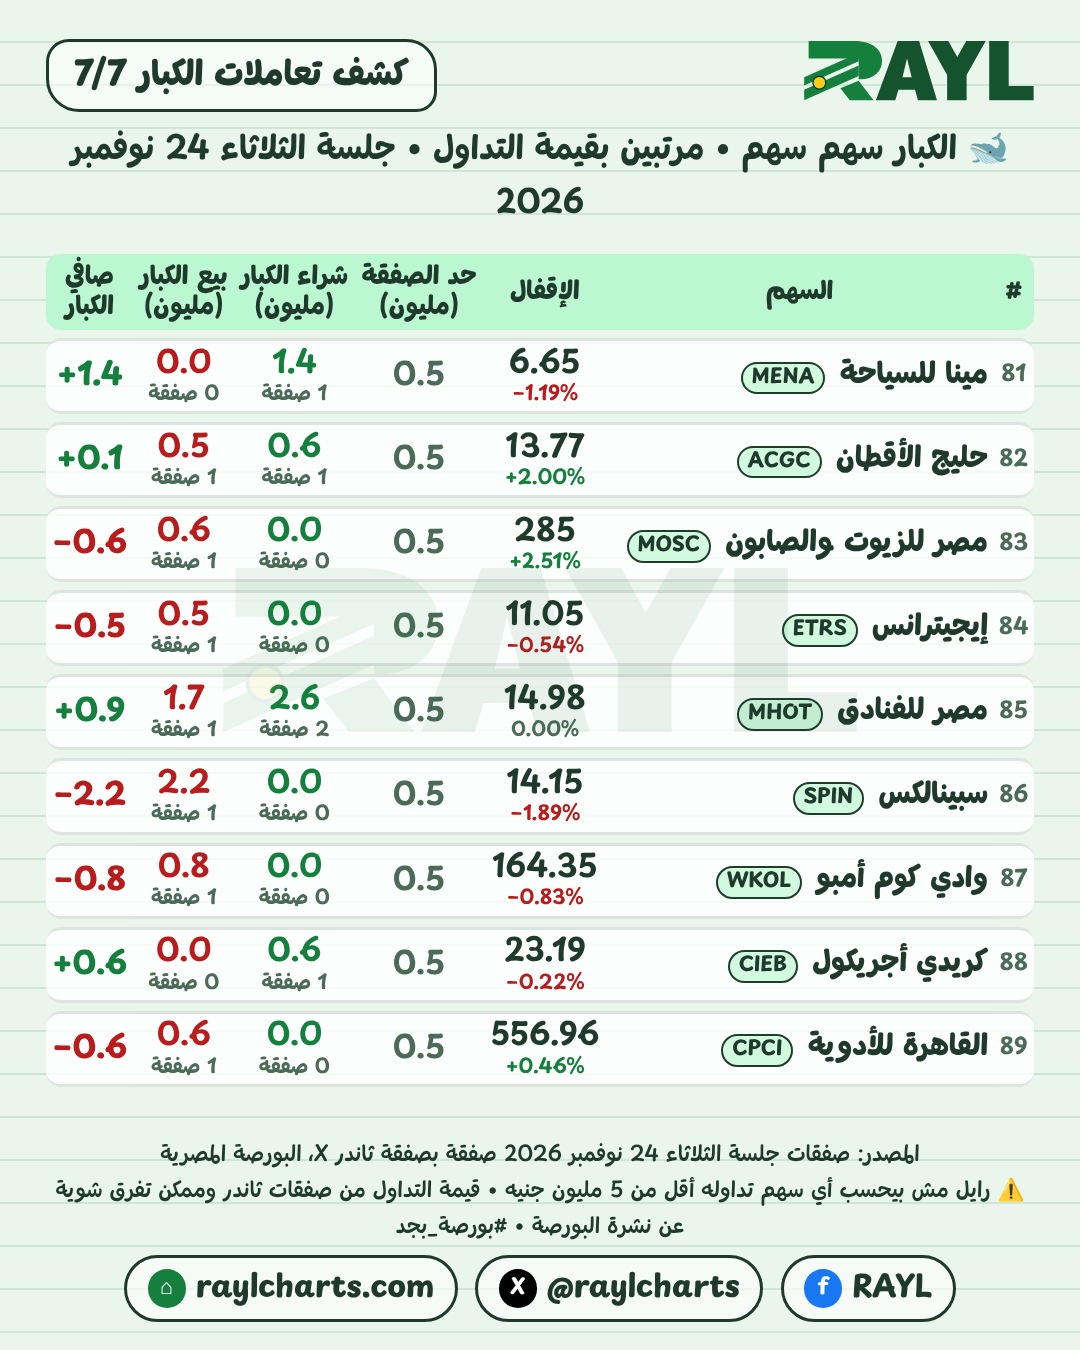 RAYL
كشف تعاملات الكبار 7/7
🐋 الكبار سهم سهم • مرتبين بقيمة التداول • جلسة الثلاثاء 24 نوفمبر
2026
# السهم الإقفال حد الصفقة (مليون) شراء الكبار (مليون) بيع الكبار (مليون) صافي الكبار
81 مينا للسياحة MENA 6.65 −1.19% 0.5 1.4 1 صفقة 0.0 0 صفقة +1.4
82 حليج الأقطان ACGC 13.77 +2.00% 0.5 0.6 1 صفقة 0.5 1 صفقة +0.1
83 مصر للزيوت والصابون MOSC 285 +2.51% 0.5 0.0 0 صفقة 0.6 1 صفقة −0.6
84 إيجيترانس ETRS 11.05 −0.54% 0.5 0.0 0 صفقة 0.5 1 صفقة −0.5
85 مصر للفنادق MHOT 14.98 0.00% 0.5 2.6 2 صفقة 1.7 1 صفقة +0.9
86 سبينالكس SPIN 14.15 −1.89% 0.5 0.0 0 صفقة 2.2 1 صفقة −2.2
87 وادي كوم أمبو WKOL 164.35 −0.83% 0.5 0.0 0 صفقة 0.8 1 صفقة −0.8
88 كريدي أجريكول CIEB 23.19 −0.22% 0.5 0.6 1 صفقة 0.0 0 صفقة +0.6
89 القاهرة للأدوية CPCI 556.96 +0.46% 0.5 0.0 0 صفقة 0.6 1 صفقة −0.6
المصدر: صفقات جلسة الثلاثاء 24 نوفمبر 2026 صفقة بصفقة ثاندر X، البورصة المصرية
⚠️ رايل مش بيحسب أي سهم تداوله أقل من 5 مليون جنيه • قيمة التداول من صفقات ثاندر وممكن تفرق شوية
عن نشرة البورصة • #بورصة_بجد
raylcharts.com
X @raylcharts
f RAYL